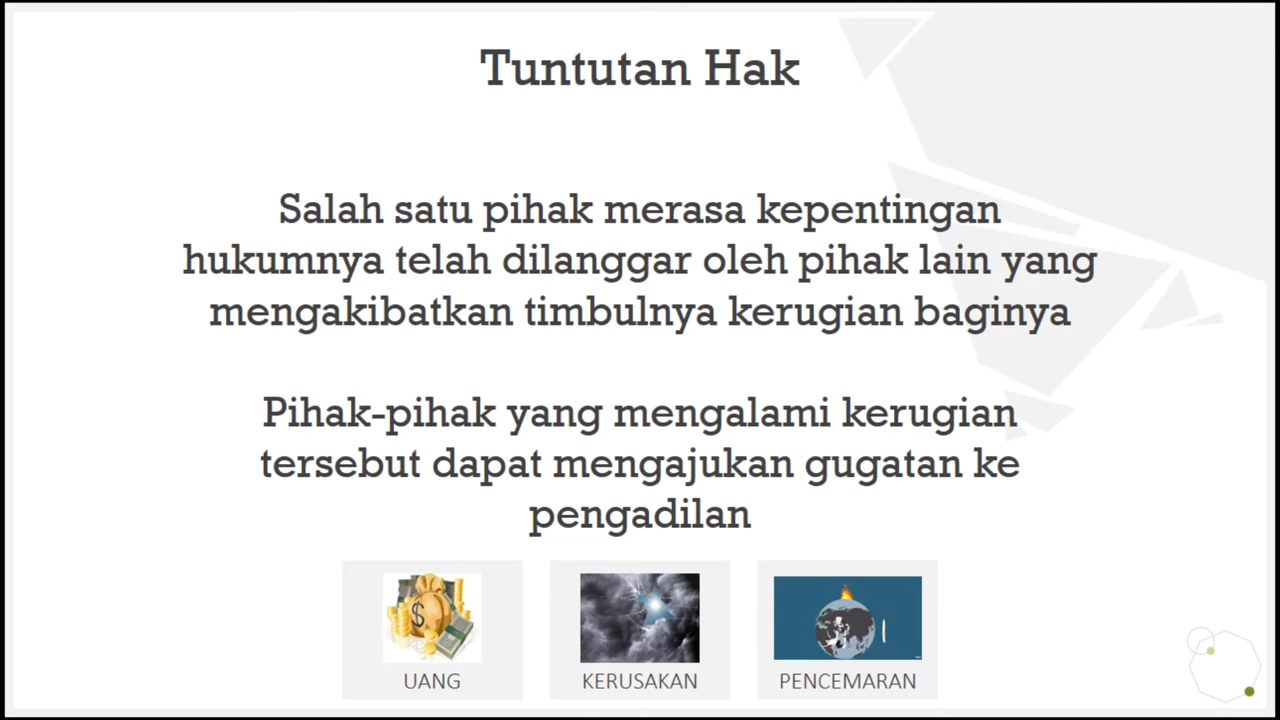 Tuntutan Hak
Salah satu pihak merasa kepentingan
hukumnya telah dilanggar oleh pihak lain yang
mengakibatkan timbulnya kerugian baginya
Pihak-pihak yang mengalami kerugian
tersebut dapat mengajukan gugatan ke
pengadilan
UANG
KERUSAKAN
PENCEMARAN